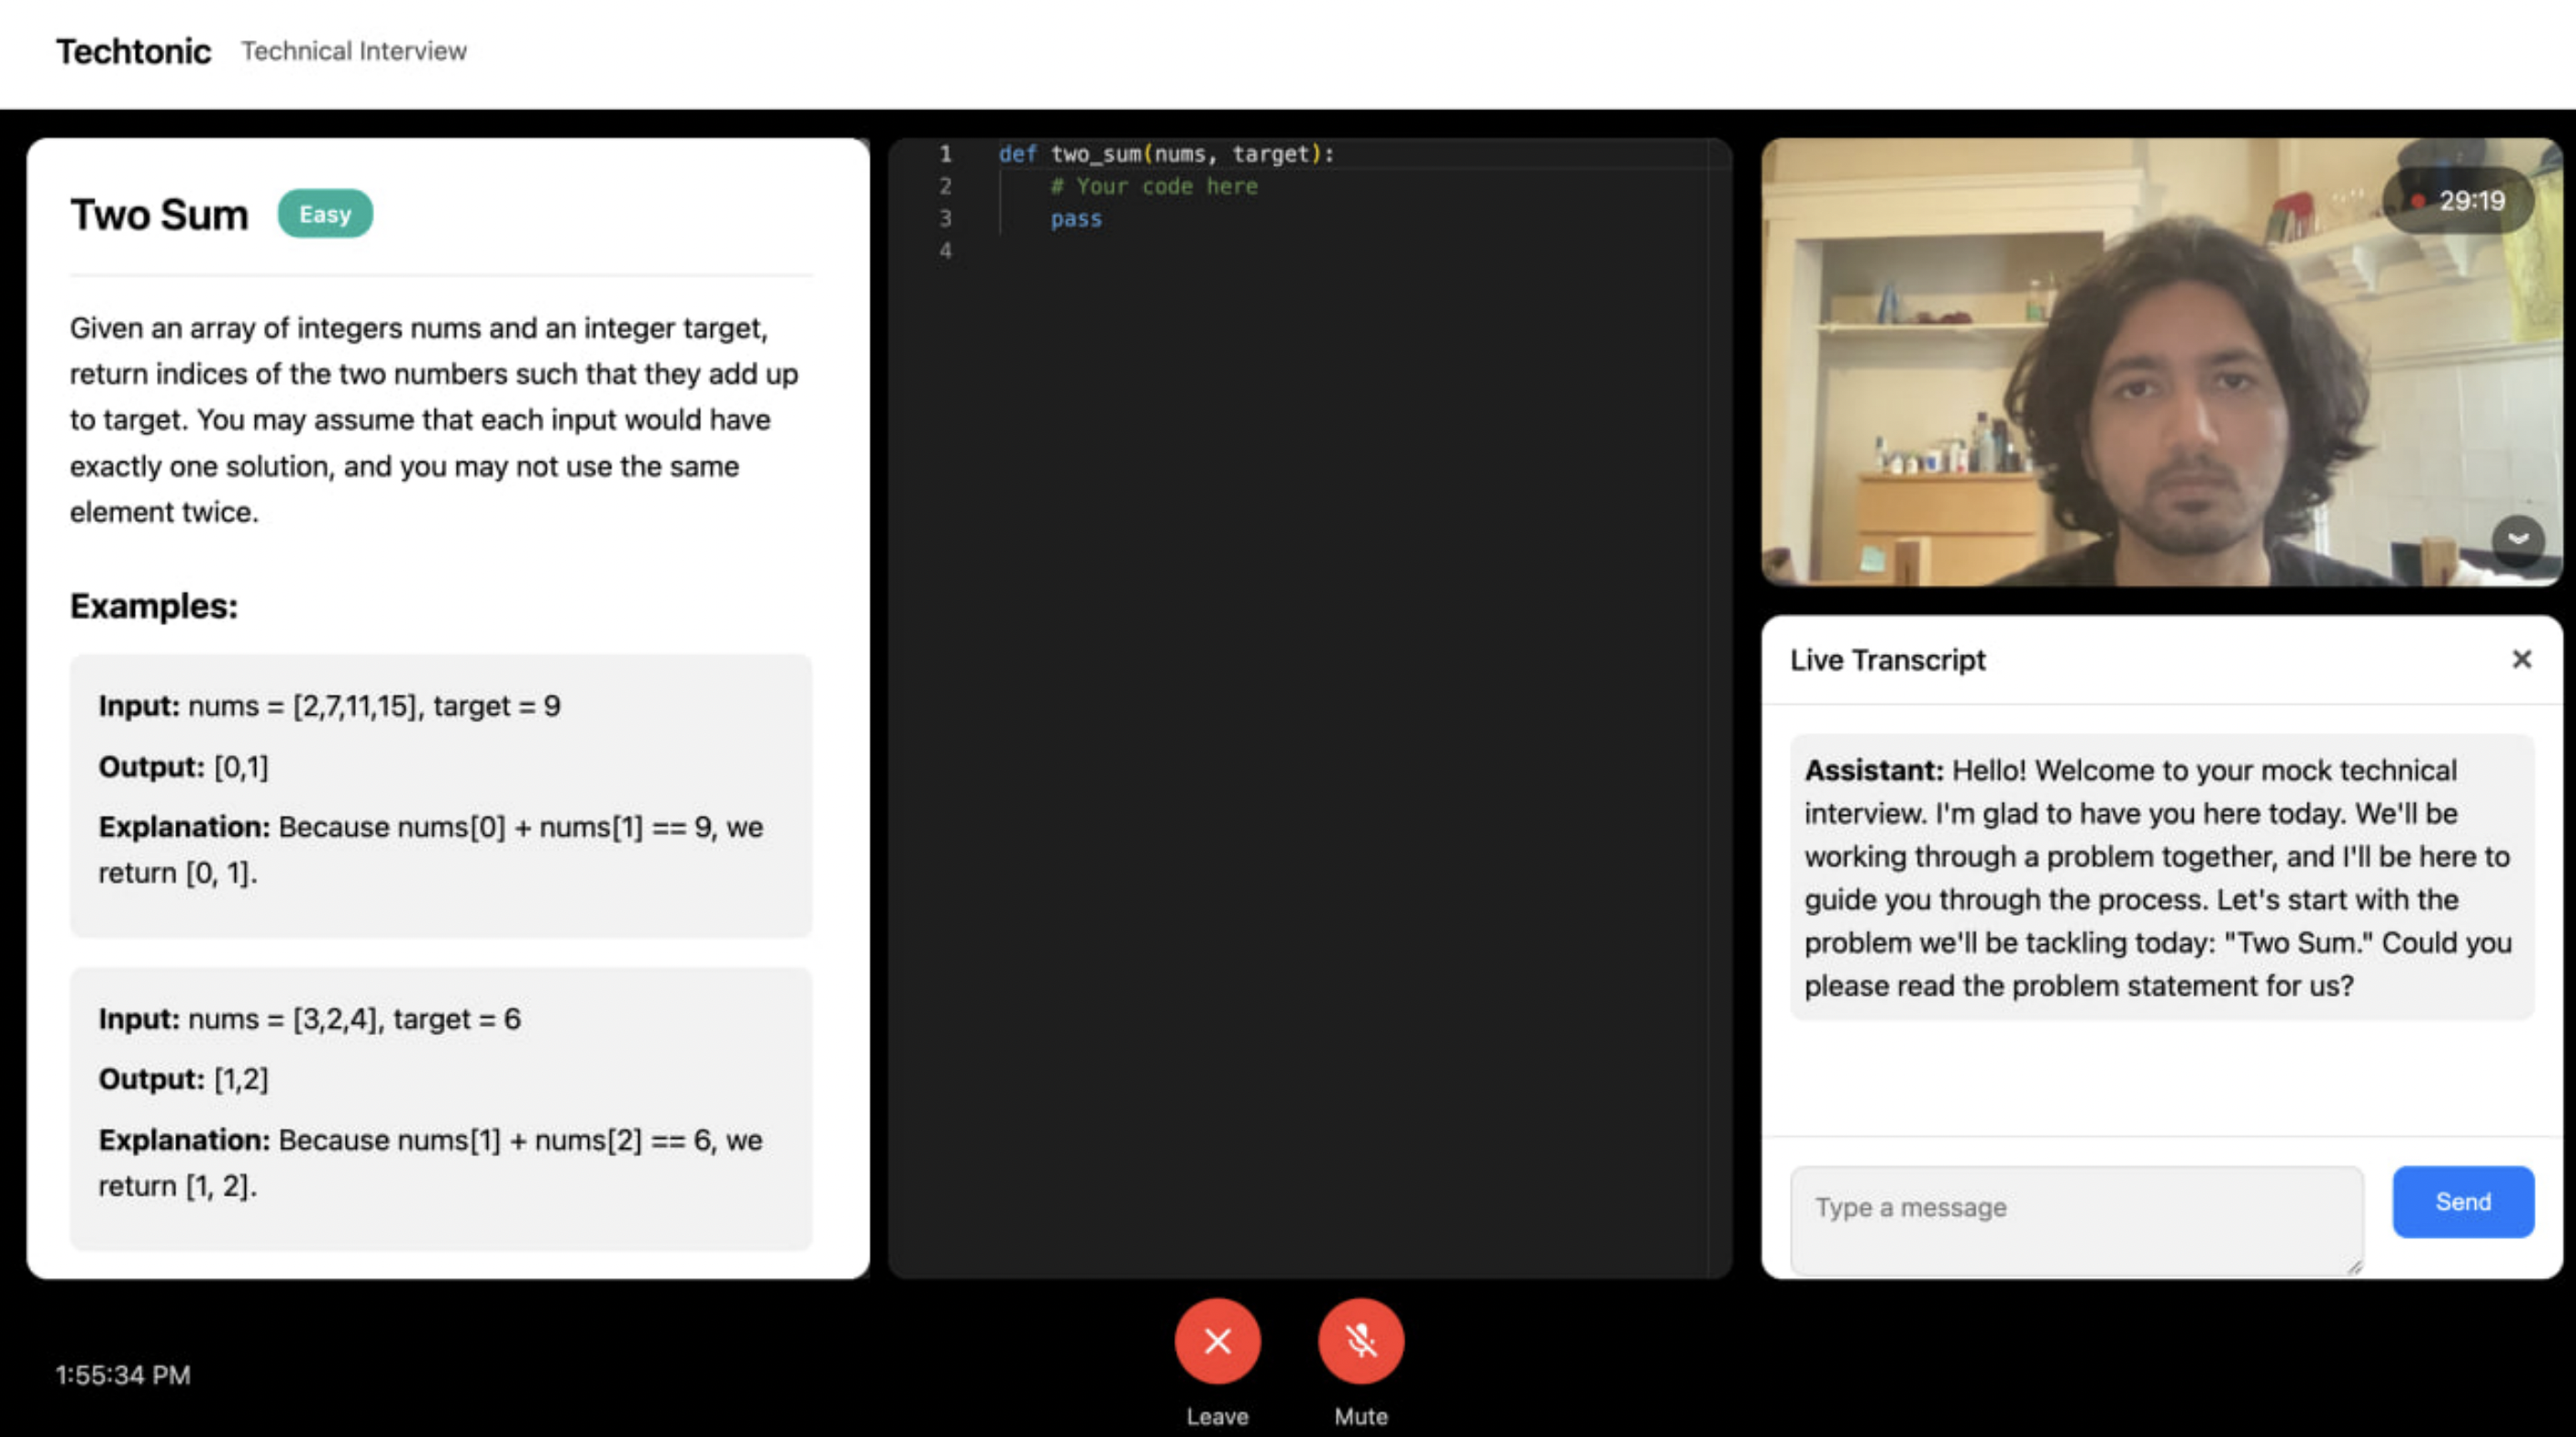 Techtonic Technical Interview
Two Sum Easy
Given an array of integers nums and an integer target,
return indices of the two numbers such that they add up
to target. You may assume that each input would have
exactly one solution, and you may not use the same
element twice.
Examples:
Input: nums = [2,7,11,15], target = 9
Output: [0,1]
Explanation: Because nums[0] + nums[1] == 9, we
return [0, 1].
Input: nums = [3,2,4], target = 6
Output: [1,2]
Explanation: Because nums[1] + nums[2] == 6, we
return [1, 2].
1 def two_sum(nums, target):
2 # Your code here
3 pass
4
29:19
Live Transcript
Assistant: Hello! Welcome to your mock technical
interview. I'm glad to have you here today. We'll be
working through a problem together, and I'll be here to
guide you through the process. Let's start with the
problem we'll be tackling today: "Two Sum." Could you
please read the problem statement for us?
Type a message
Send
1:55:34 PM
Leave
Mute